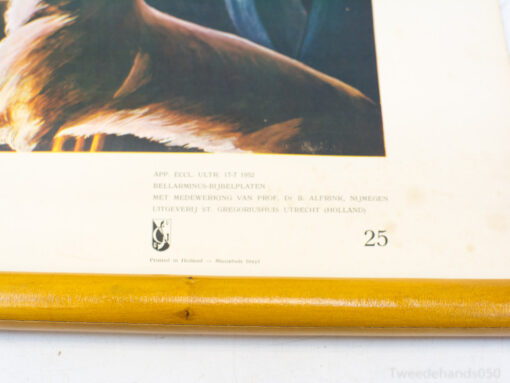 APP. ECCL. ULTR. 17-7 1952
BELLARMINUS-BIJBELPLATEN
MET MEDEWERKING VAN PROF. Dr B. ALFRINK, NIJMEGEN
UITGEVERIJ ST. GREGORIUSHUIS UTRECHT (HOLLAND)
25
Printed in Holland —
Tweedehands050